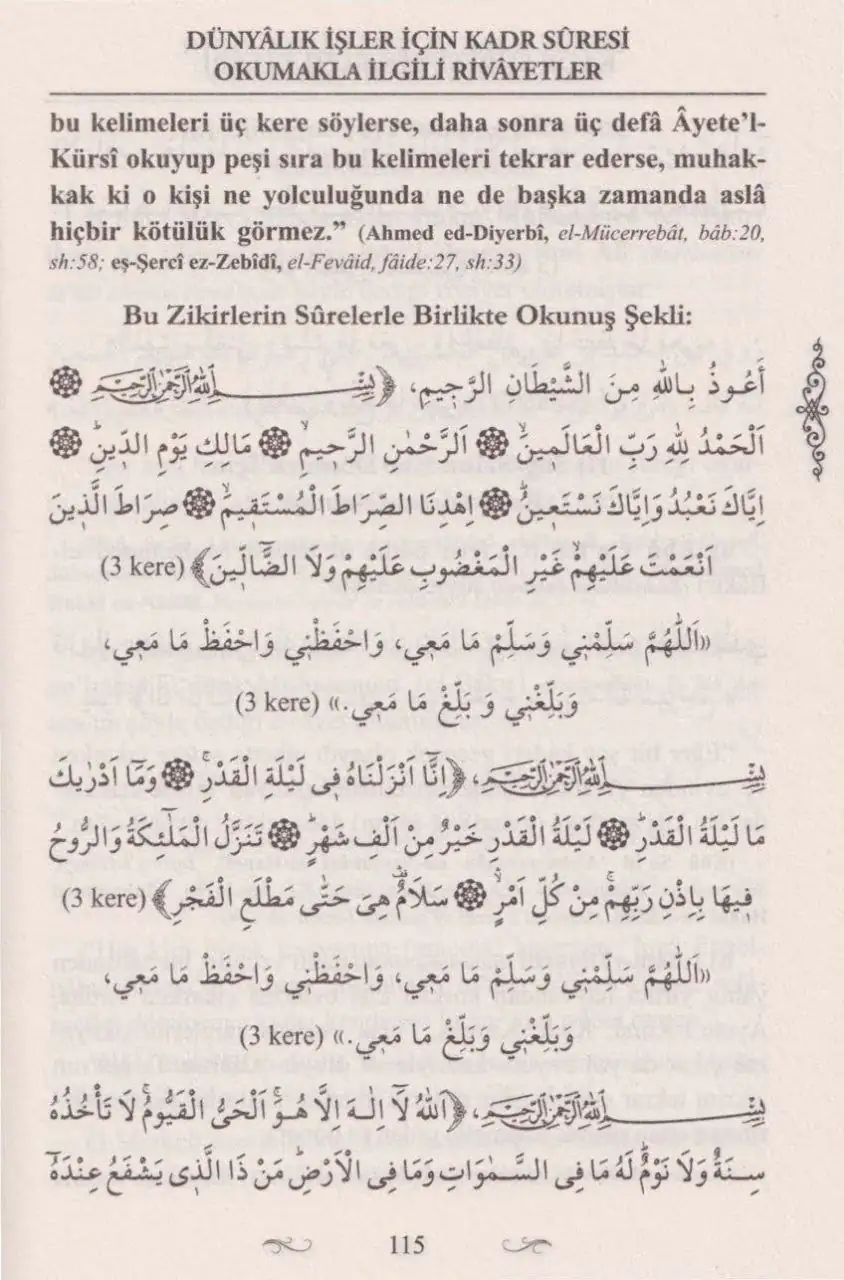 DÜNYÂLIK İŞLER İÇİN KADR SÛRESİ
OKUMAKLA İLGİLİ RİVÂYETLER
bu kelimeleri üç kere söylerse, daha sonra üç defâ Âyete’l-
Kürsî okuyup peşi sıra bu kelimeleri tekrar ederse, muhak-
kak ki o kişi ne yolculuğunda ne de başka zamanda aslâ
hiçbir kötülük görmez.” (Ahmed ed-Diyerbî, el-Mücerrebât, bâb:20,
sh:58; eş-Şercî ez-Zebîdî, el-Fevâid, fâide:27, sh:33)
Bu Zikirlerin Sûrelerle Birlikte Okunuş Şekli:
أَعُوذُ بِاللهِ مِنَ الشَّيْطَانِ الرَّجِيمِ، ﴿بِسْمِ اللهِ الرَّحْمٰنِ الرَّحِيمِ ۞
اَلْحَمْدُ لِلهِ رَبِّ الْعَالَمِينَۙ ۞ اَلرَّحْمٰنِ الرَّحِيمِۙ ۞ مَالِكِ يَوْمِ الدِّينِۜ ۞
اِيَّاكَ نَعْبُدُ وَاِيَّاكَ نَسْتَعِينُۜ ۞ اِهْدِنَا الصِّرَاطَ الْمُسْتَقِيمَۙ ۞ صِرَاطَ الَّذِينَ
اَنْعَمْتَ عَلَيْهِمْۙ غَيْرِ الْمَغْضُوبِ عَلَيْهِمْ وَلَا الضَّٓالِّينَ﴾ (3 kere)
«اَللّٰهُمَّ سَلِّمْنِي وَسَلِّمْ مَا مَعِي، وَاحْفَظْنِي وَاحْفَظْ مَا مَعِي،
وَبَلِّغْنِي وَ بَلِّغْ مَا مَعِي.» (3 kere)
بِسْمِ اللهِ الرَّحْمٰنِ الرَّحِيمِ، ﴿اِنَّٓا اَنْزَلْنَاهُ فِى لَيْلَةِ الْقَدْرِۚ ۞ وَمَٓا اَدْرٰيكَ
مَا لَيْلَةُ الْقَدْرِۜ ۞ لَيْلَةُ الْقَدْرِ خَيْرٌ مِنْ اَلْفِ شَهْرٍۜ ۞ تَنَزَّلُ الْمَلٰٓئِكَةُ وَالرُّوحُ
فِيهَا بِاِذْنِ رَبِّهِمْۚ مِنْ كُلِّ اَمْرٍۙۛ ۞ سَلَامٌ۠ۛ هِىَ حَتّٰى مَطْلَعِ الْفَجْرِ﴾ (3 kere)
«اَللّٰهُمَّ سَلِّمْنِي وَسَلِّمْ مَا مَعِي، وَاحْفَظْنِي وَاحْفَظْ مَا مَعِي،
وَبَلِّغْنِي وَبَلِّغْ مَا مَعِي.» (3 kere)
بِسْمِ اللهِ الرَّحْمٰنِ الرَّحِيمِ، ﴿اَللهُ لَٓا اِلٰهَ اِلَّا هُوَۚ اَلْحَىُّ الْقَيُّومُۚ لَا تَأْخُذُهُ
سِنَةٌ وَلَا نَوْمٌۜ لَهُ مَا فِى السَّمٰوَاتِ وَمَا فِى الْاَرْضِۜ مَنْ ذَا الَّذِى يَشْفَعُ عِنْدَهُٓ
115